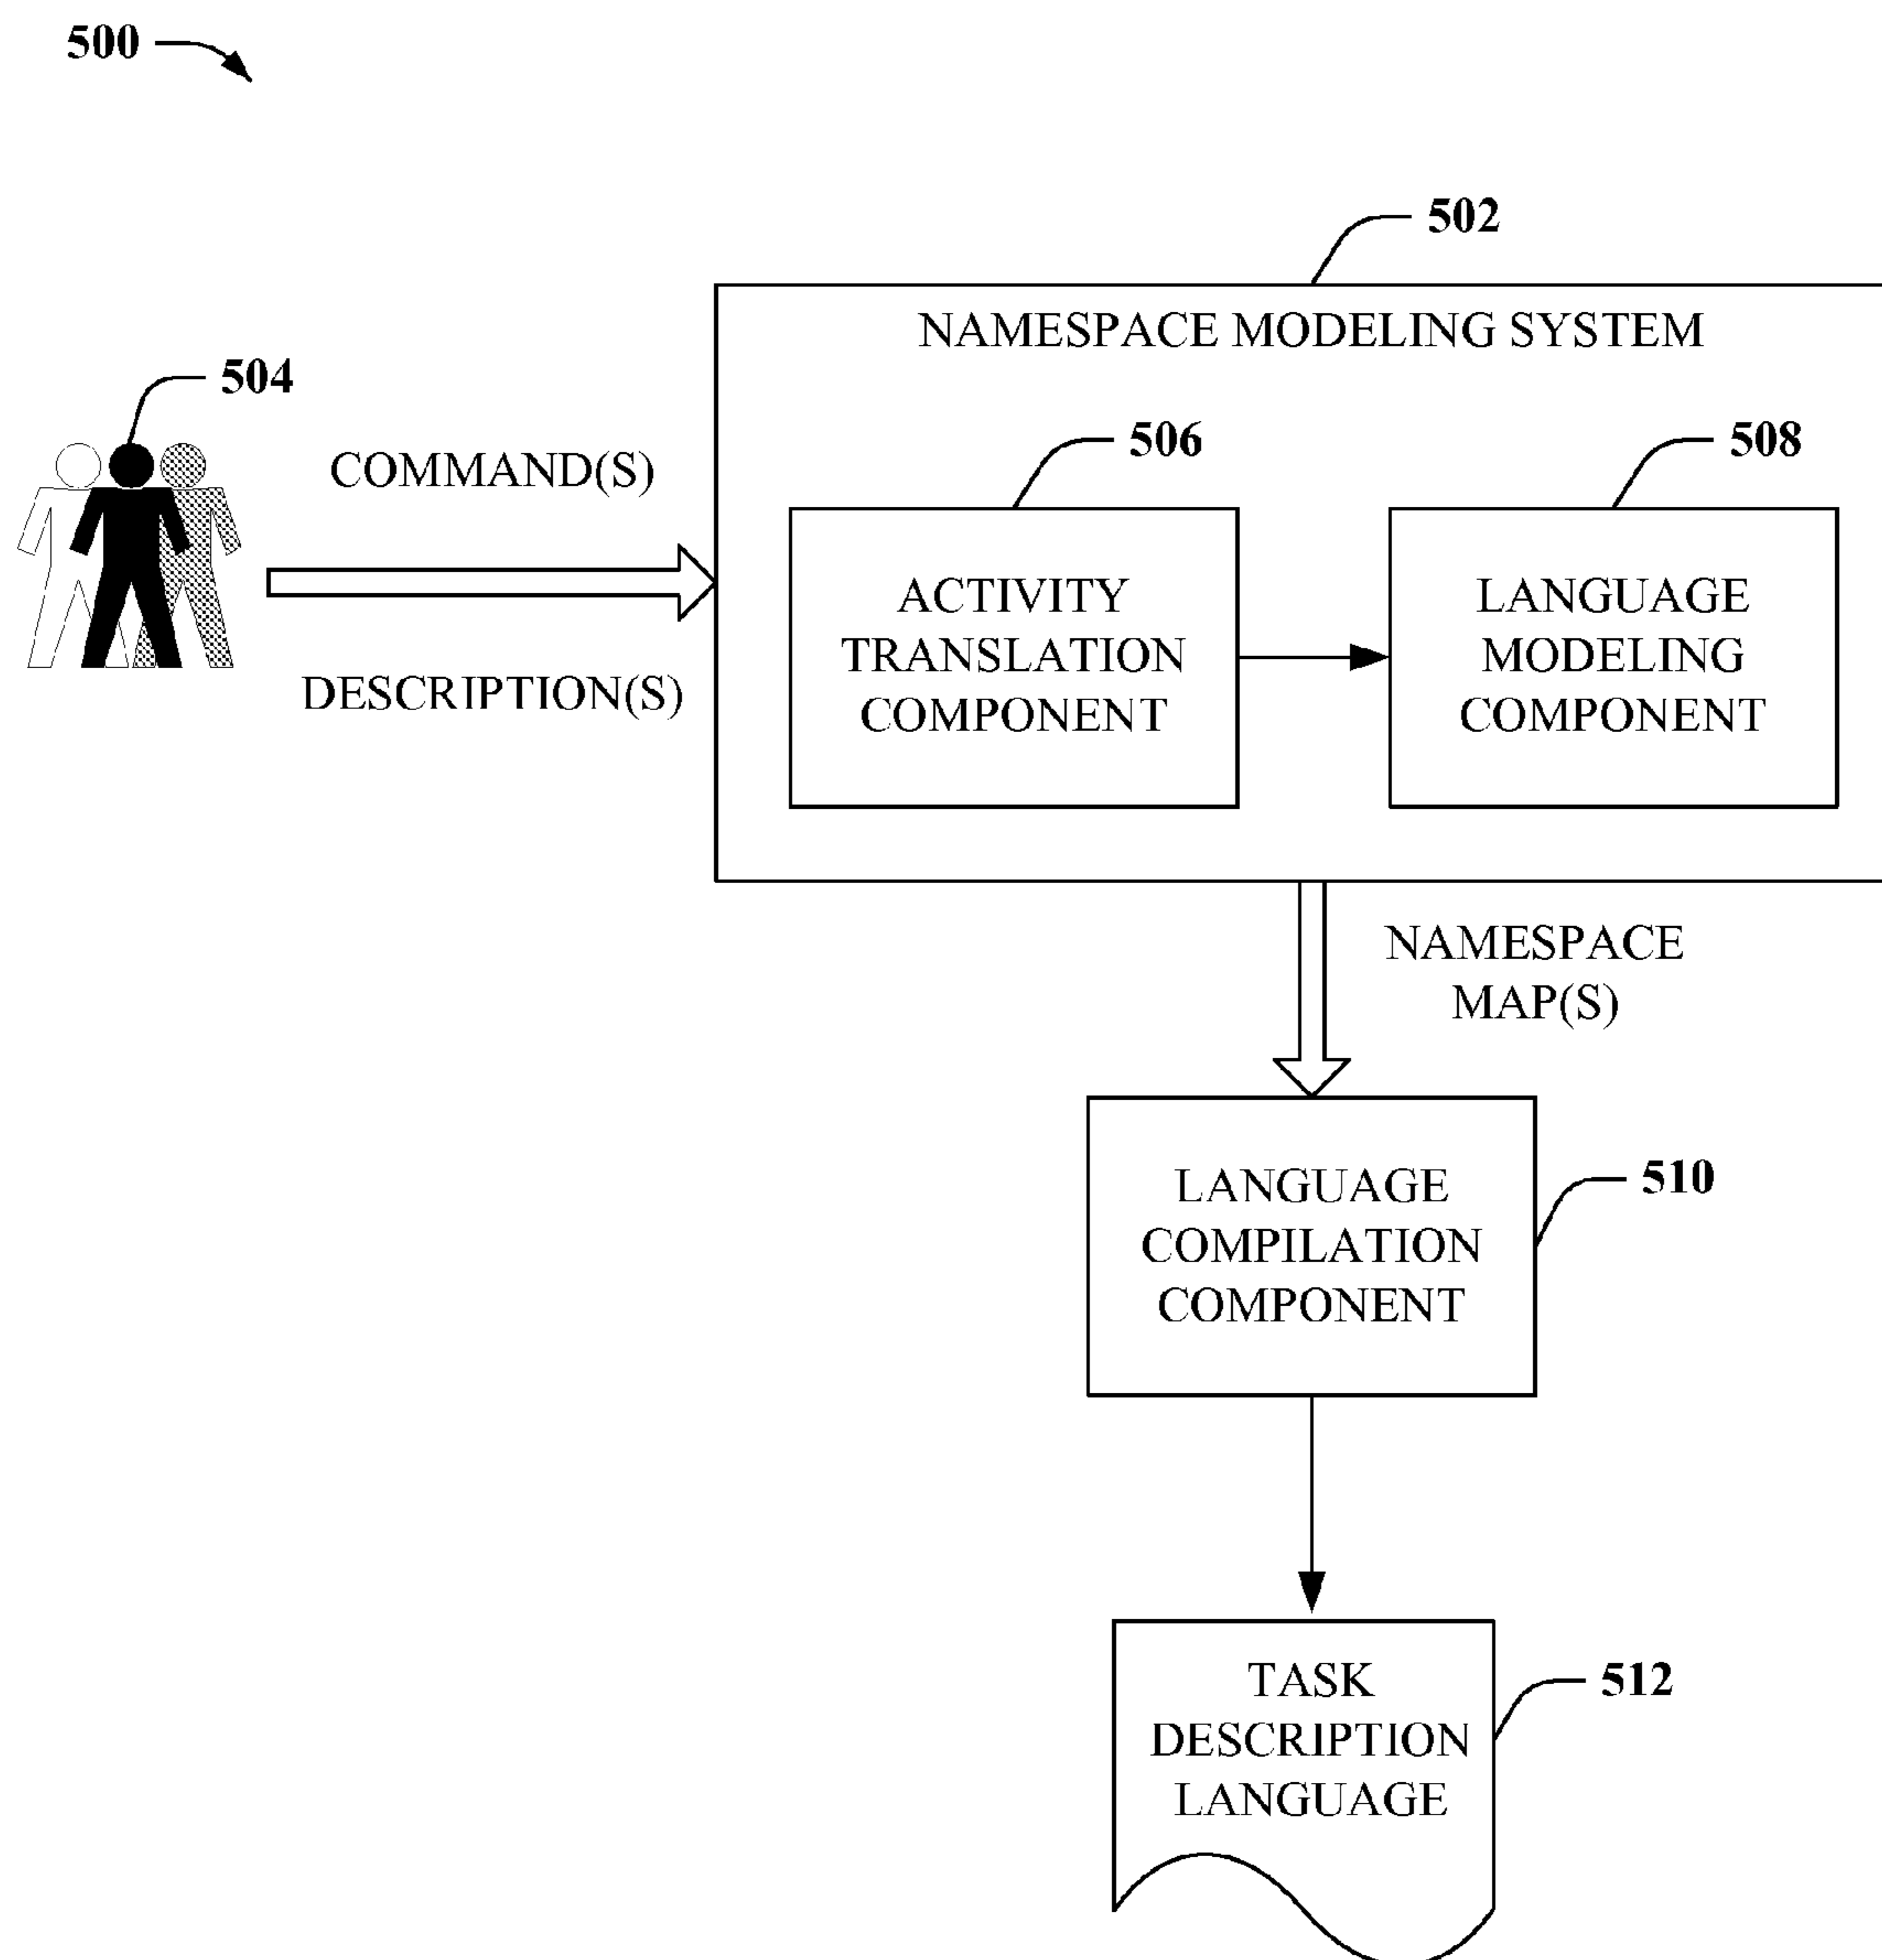 500
502
NAMESPACE MODELING SYSTEM
504
506
508
COMMAND(S)
ACTIVITY
TRANSLATION
COMPONENT
LANGUAGE
MODELING
COMPONENT
DESCRIPTION(S)
NAMESPACE
MAP(S)
LANGUAGE
COMPILATION
COMPONENT
510
TASK
DESCRIPTION
LANGUAGE
512